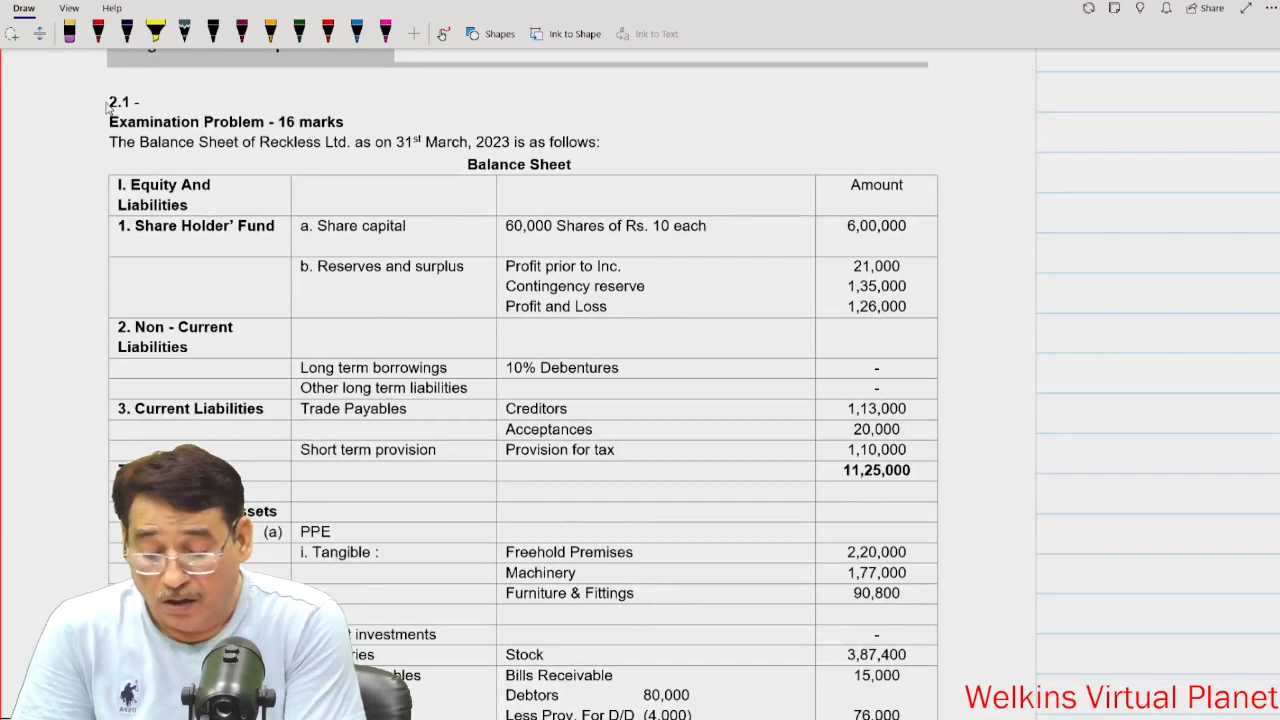 Draw View Help
Share
Shapes Ink to Shape Ink to Text
2.1 -
Examination Problem - 16 marks
The Balance Sheet of Reckless Ltd. as on 31st March, 2023 is as follows:
Balance Sheet
I. Equity And Liabilities Amount
1. Share Holder' Fund a. Share capital 60,000 Shares of Rs. 10 each 6,00,000
b. Reserves and surplus Profit prior to Inc. 21,000
Contingency reserve 1,35,000
Profit and Loss 1,26,000
2. Non - Current Liabilities
Long term borrowings 10% Debentures -
Other long term liabilities -
3. Current Liabilities Trade Payables Creditors 1,13,000
Acceptances 20,000
Short term provision Provision for tax 1,10,000
11,25,000
(a) PPE
i. Tangible : Freehold Premises 2,20,000
Machinery 1,77,000
Furniture & Fittings 90,800
investments -
Stock 3,87,400
Bills Receivable 15,000
Debtors 80,000
Less Prov. For D/D (4,000) 76,000
Welkins Virtual Planet